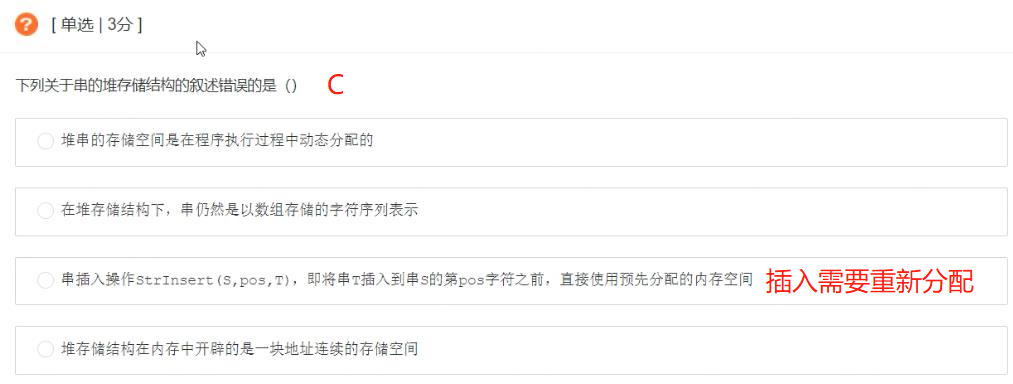 ? [ 单选 | 3分 ]
下列关于串的堆存储结构的叙述错误的是（） C
堆串的存储空间是在程序执行过程中动态分配的
在堆存储结构下，串仍然是以数组存储的字符序列表示
串插入操作StrInsert(S,pos,T)，即将串T插入到串S的第pos字符之前，直接使用预先分配的内存空间 插入需要重新分配
堆存储结构在内存中开辟的是一块地址连续的存储空间